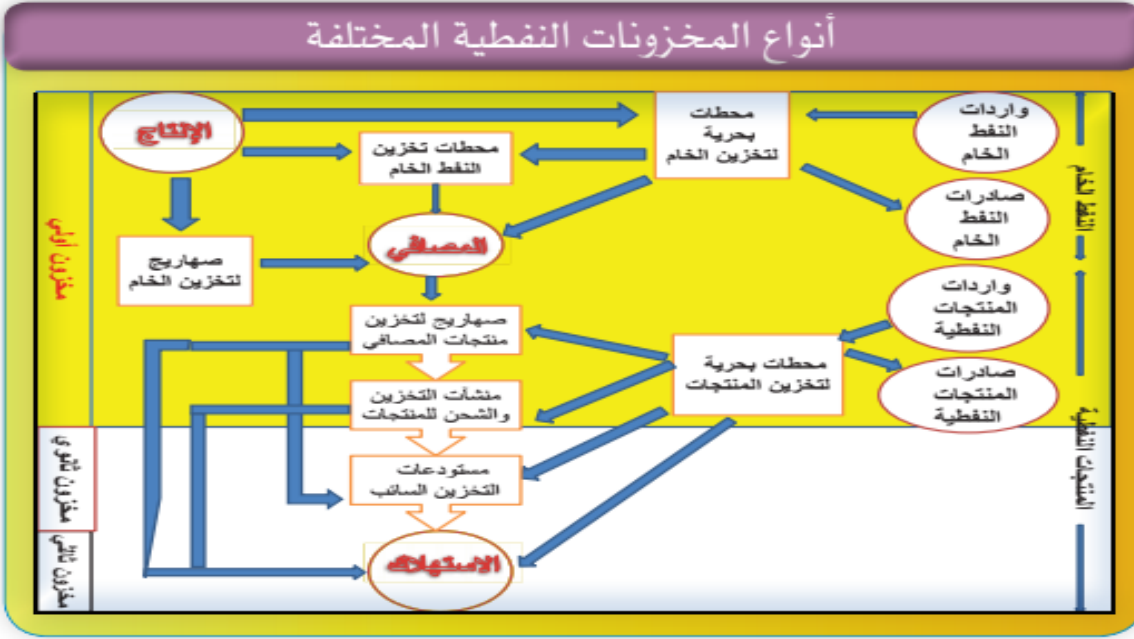 أنواع المخزونات النفطية المختلفة
واردات
النفط
الخام
محطات
بحرية
لتخزين الخام
الإنتاج
محطات تخزين
النفط الخام
صادرات
النفط
الخام
النفط الخام
المصافي
صهاريج
لتخزين الخام
مخزون أولي
واردات
المنتجات
النفطية
صهاريج لتخزين
منتجات المصافي
محطات بحرية
لتخزين المنتجات
صادرات
المنتجات
النفطية
منشآت التخزين
والشحن للمنتجات
المنتجات النفطية
مستودعات
التخزين السائب
مخزون ثانوي
الاستهلاك
مخزون ثالثي